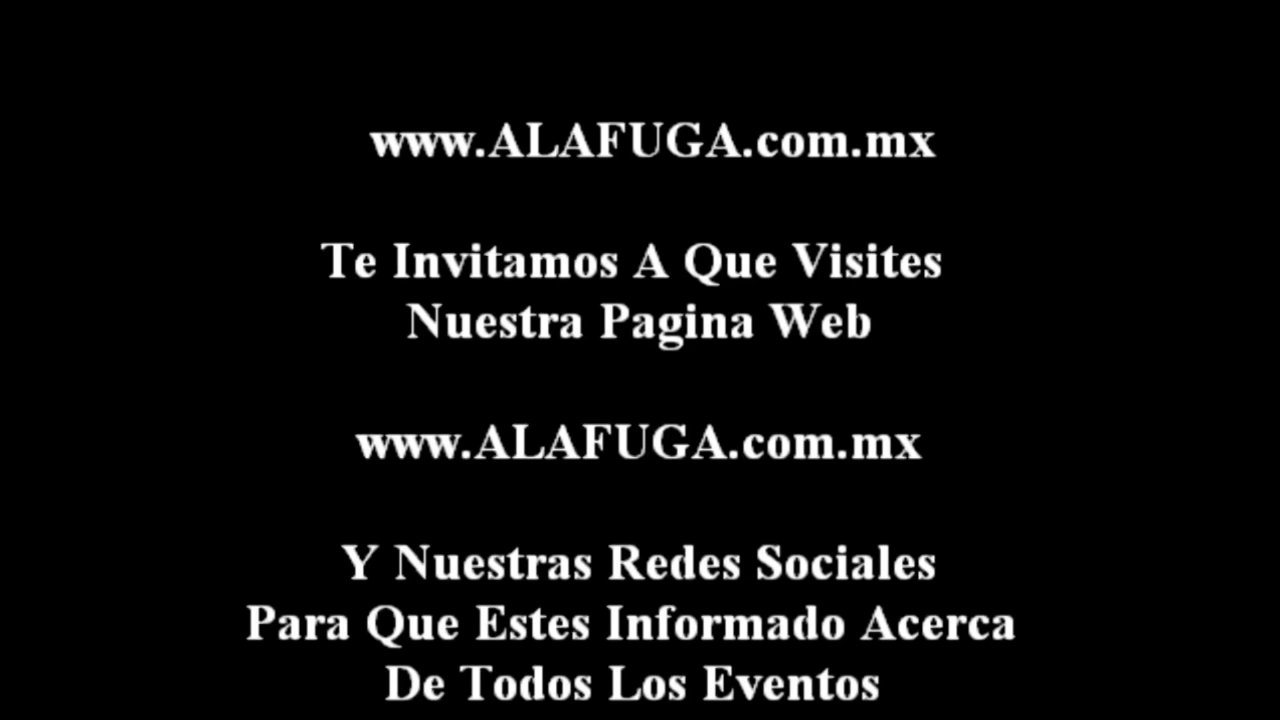 www.ALAFUGA.com.mx
Te Invitamos A Que Visites
Nuestra Pagina Web
www.ALAFUGA.com.mx
Y Nuestras Redes Sociales
Para Que Estes Informado Acerca
De Todos Los Eventos